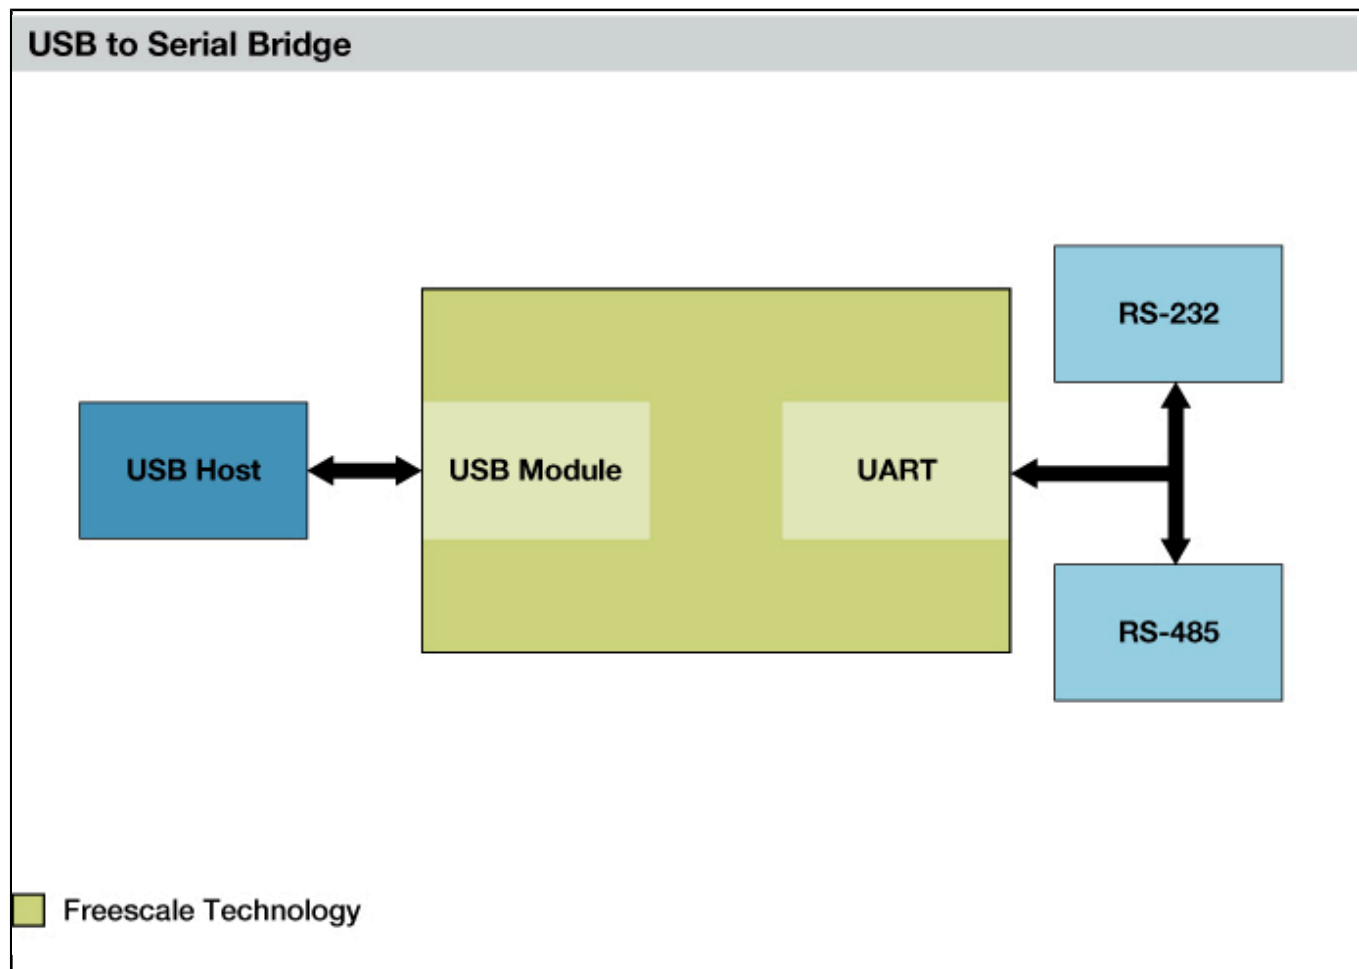 USB to Serial Bridge
RS-232
USB Host
USB Module
UART
RS-485
Freescale Technology